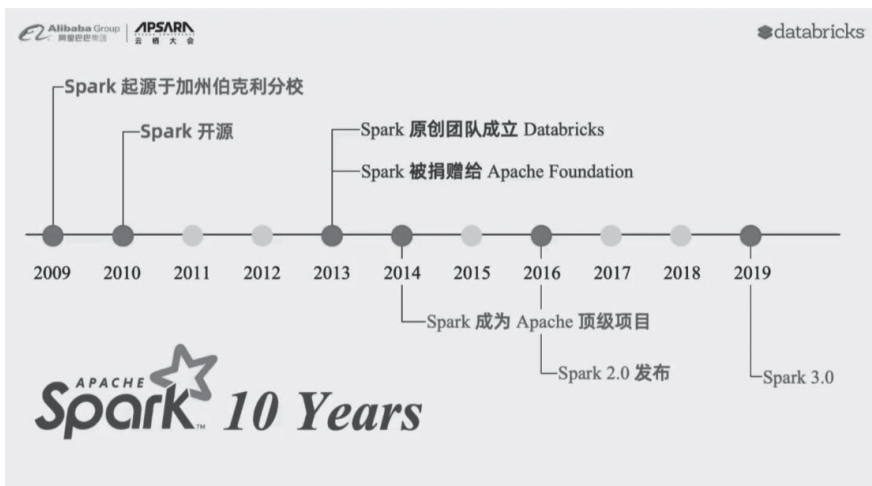 Alibaba Group
阿里巴巴集团
APSARA
云栖大会
databricks
Spark 起源于加州伯克利分校
Spark 开源
Spark 原创团队成立 Databricks
Spark 被捐赠给 Apache Foundation
2009 2010 2011 2012 2013 2014 2015 2016 2017 2018 2019
Spark 成为 Apache 顶级项目
Spark 2.0 发布
Spark 3.0
APACHE
Spark™ 10 Years